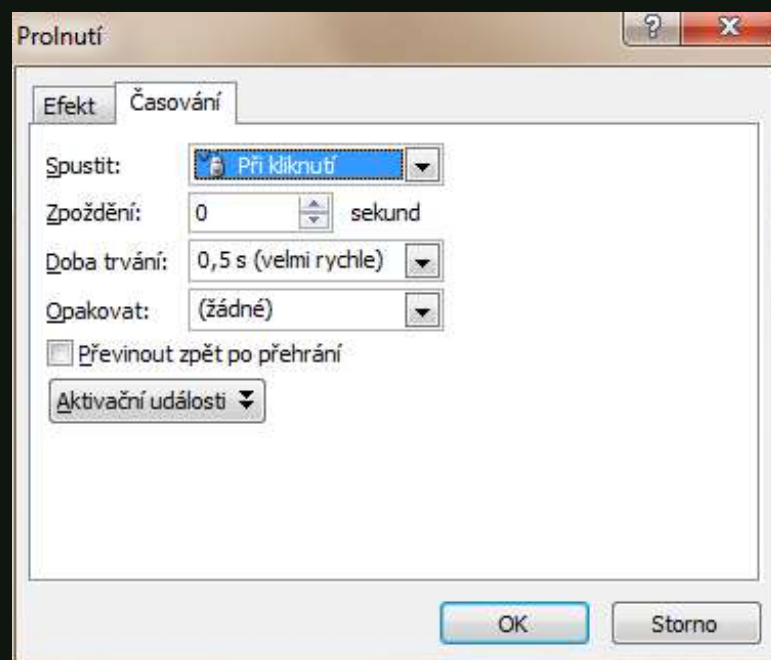 Prolnutí
Efekt Časování
Spustit: Při kliknutí
Zpoždění: 0 sekund
Doba trvání: 0,5 s (velmi rychle)
Opakovat: (žádné)
Převinout zpět po přehrání
Aktivační události
OK Storno